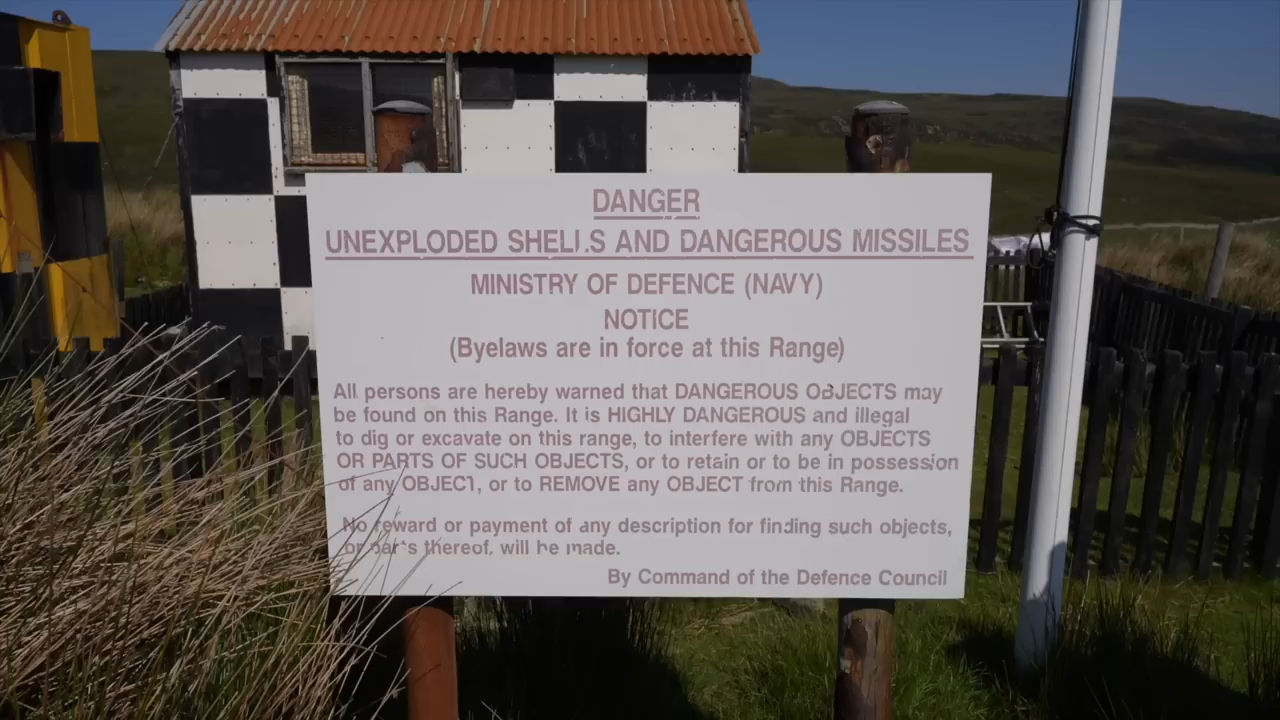 DANGER
UNEXPLODED SHELLS AND DANGEROUS MISSILES
MINISTRY OF DEFENCE (NAVY)
NOTICE
(Byelaws are in force at this Range)
All persons are hereby warned that DANGEROUS OBJECTS may
be found on this Range. It is HIGHLY DANGEROUS and illegal
to dig or excavate on this range, to interfere with any OBJECTS
OR PARTS OF SUCH OBJECTS, or to retain or to be in possession
of any OBJECT, or to REMOVE any OBJECT from this Range.
No reward or payment of any description for finding such objects,
or parts thereof, will be made.
By Command of the Defence Council